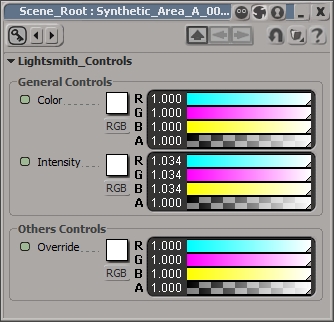 Scene_Root : Synthetic_Area_A_00...
Lightsmith_Controls
General Controls
Color
RGB
R 1.000
G 1.000
B 1.000
A 1.000
Intensity
RGB
R 1.034
G 1.034
B 1.034
A 1.000
Others Controls
Override
RGB
R 1.000
G 1.000
B 1.000
A 1.000